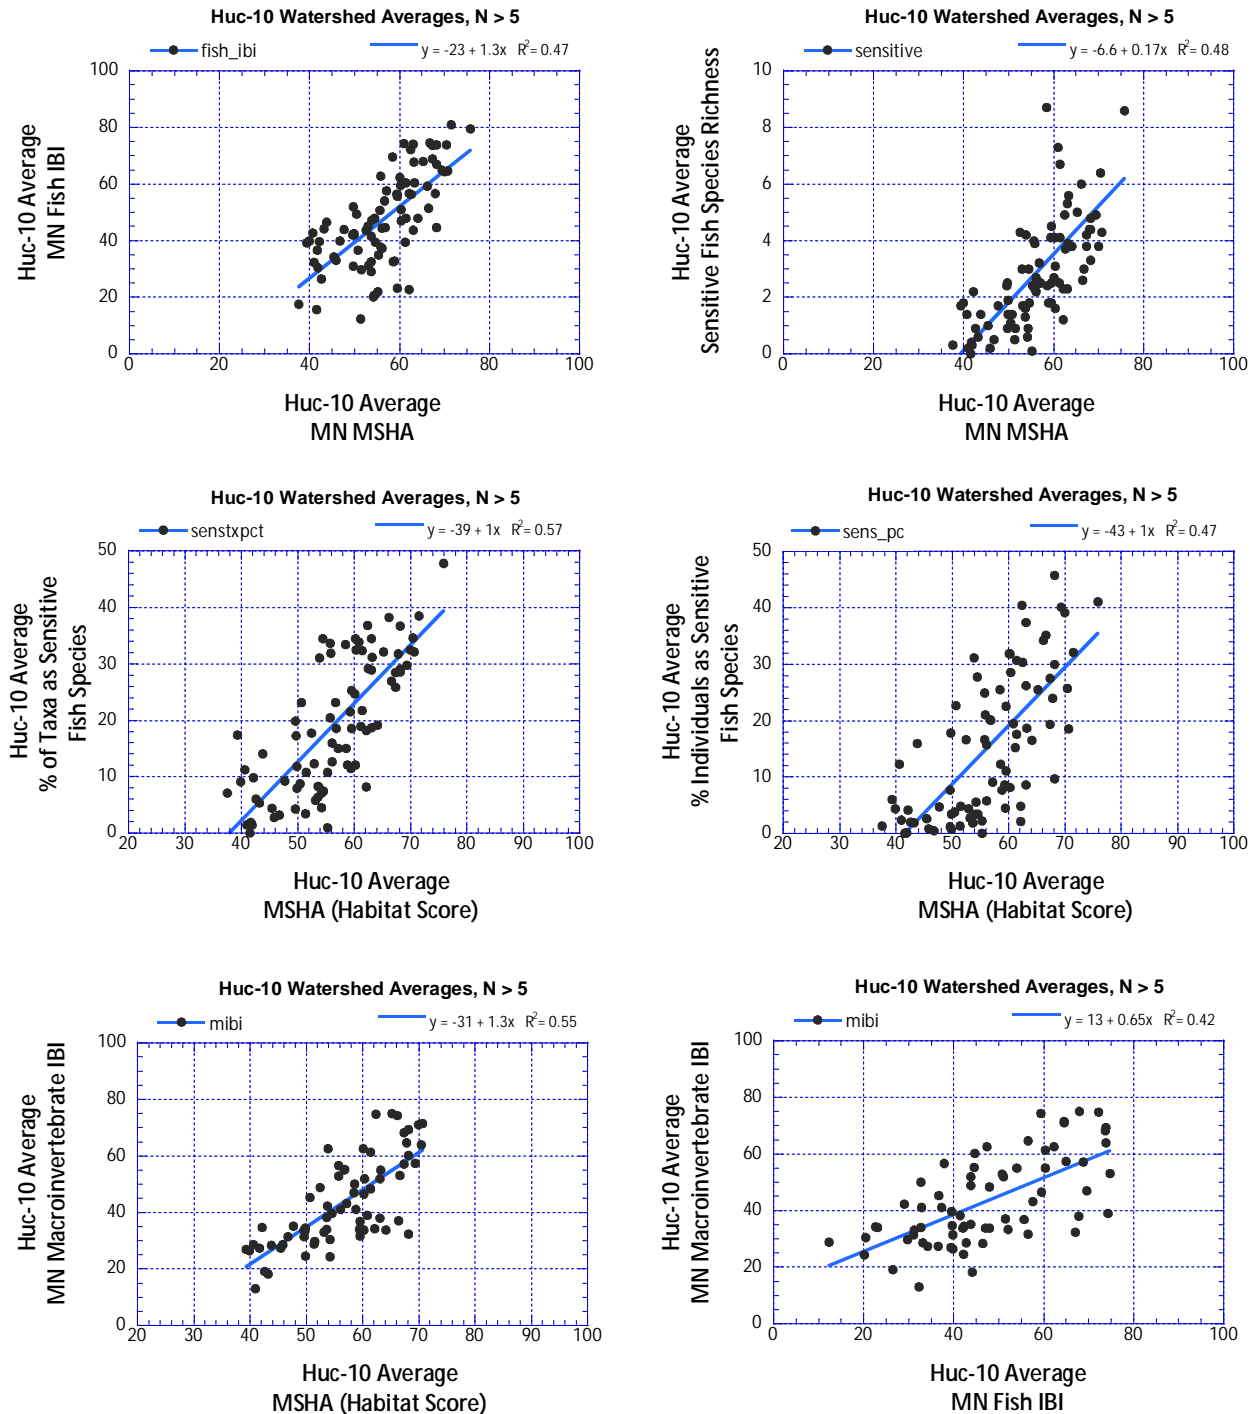 Huc-10 Watershed Averages, N > 5
fish_ibi
y = -23 + 1.3x R2= 0.47
100
80
60
40
20
0
0 20 40 60 80 100
Huc-10 Average
MN Fish IBI
Huc-10 Average
MN MSHA
Huc-10 Watershed Averages, N > 5
sensitive
y = -6.6 + 0.17x R2= 0.48
10
8
6
4
2
0
0 20 40 60 80 100
Huc-10 Average
Sensitive Fish Species Richness
Huc-10 Average
MN MSHA
Huc-10 Watershed Averages, N > 5
senstxpct
y = -39 + 1x R2= 0.57
50
40
30
20
10
0
20 30 40 50 60 70 80 90 100
Huc-10 Average
% of Taxa as Sensitive
Fish Species
Huc-10 Average
MSHA (Habitat Score)
Huc-10 Watershed Averages, N > 5
sens_pc
y = -43 + 1x R2= 0.47
50
40
30
20
10
0
20 30 40 50 60 70 80 90 100
Huc-10 Average
% Individuals as Sensitive
Fish Species
Huc-10 Average
MSHA (Habitat Score)
Huc-10 Watershed Averages, N > 5
mibi
y = -31 + 1.3x R2= 0.55
100
80
60
40
20
0
20 30 40 50 60 70 80 90 100
Huc-10 Average
MN Macroinvertebrate IBI
Huc-10 Average
MSHA (Habitat Score)
Huc-10 Watershed Averages, N > 5
mibi
y = 13 + 0.65x R2= 0.42
100
80
60
40
20
0
0 20 40 60 80 100
Huc-10 Average
MN Macroinvertebrate IBI
Huc-10 Average
MN Fish IBI